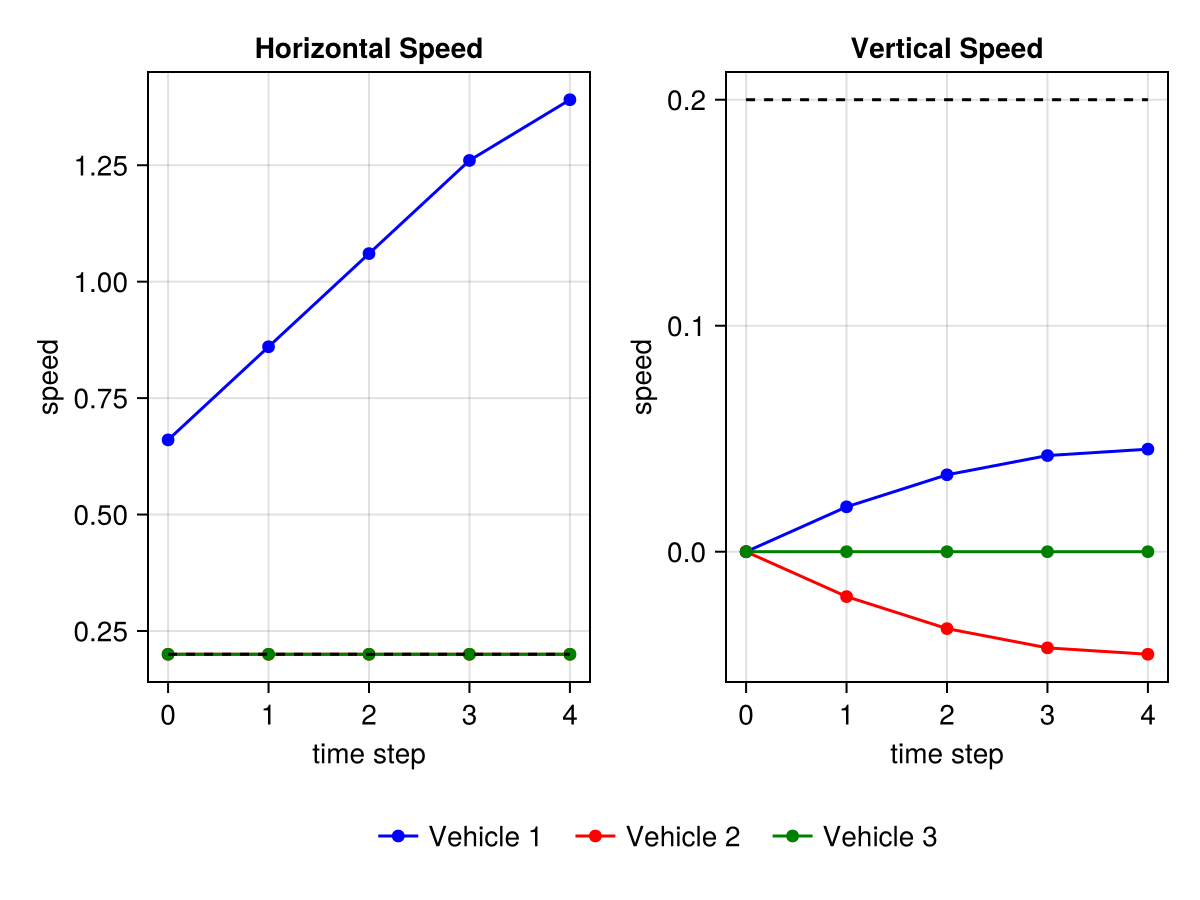 Horizontal Speed
speed
1.25
1.00
0.75
0.50
0.25
0 1 2 3 4
time step
Vertical Speed
speed
0.2
0.1
0.0
0 1 2 3 4
time step
Vehicle 1 Vehicle 2 Vehicle 3